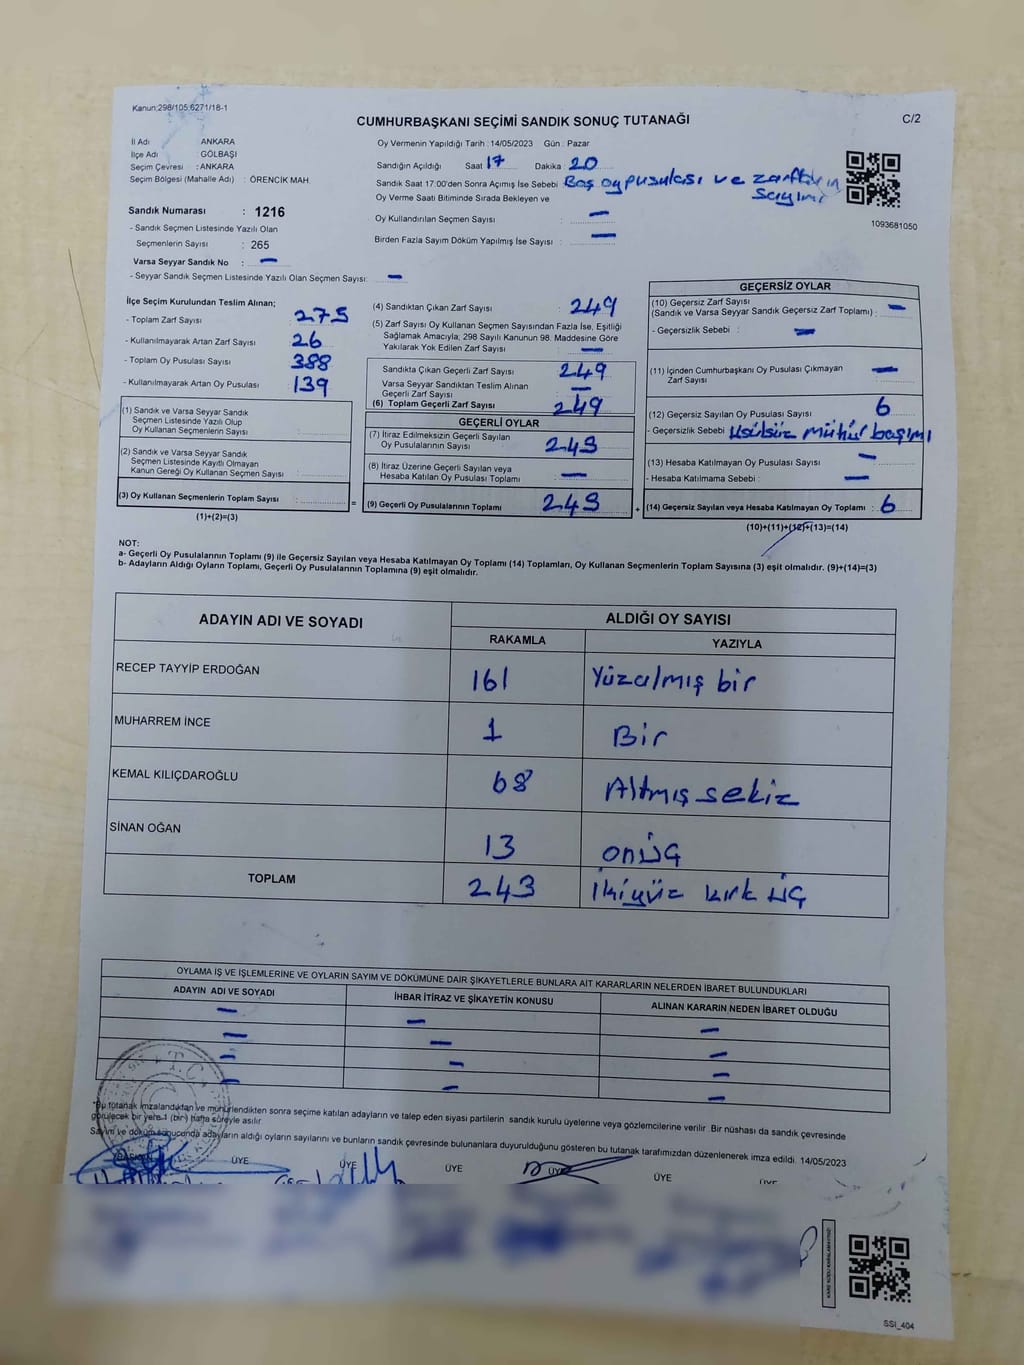 Kanun:298/105:6271/18-1
C/2
CUMHURBAŞKANI SEÇİMİ SANDIK SONUÇ TUTANAĞI
İl Adı ANKARA
İlçe Adı GÖLBAŞI
Seçim Çevresi : ANKARA
Seçim Bölgesi (Mahalle Adı) : ÖRENCİK MAH.
Sandık Numarası : 1216
- Sandık Seçmen Listesinde Yazılı Olan
Seçmenlerin Sayısı : 265
Varsa Seyyar Sandık No : —
- Seyyar Sandık Seçmen Listesinde Yazılı Olan Seçmen Sayısı: —
Oy Vermenin Yapıldığı Tarih : 14/05/2023 Gün : Pazar
Sandığın Açıldığı Saat 17 Dakika : 20
Sandık Saat 17:00'den Sonra Açımış İse Sebebi : Boş oy pusulası ve zarfların
sayımı
Oy Verme Saati Bitiminde Sırada Bekleyen ve
Oy Kullandırılan Seçmen Sayısı : —
Birden Fazla Sayım Döküm Yapılmış İse Sayısı : —
1093681050
İlçe Seçim Kurulundan Teslim Alınan;
- Toplam Zarf Sayısı 275
- Kullanılmayarak Artan Zarf Sayısı 26
- Toplam Oy Pusulası Sayısı 388
- Kullanılmayarak Artan Oy Pusulası : 139
(1) Sandık ve Varsa Seyyar Sandık
Seçmen Listesinde Yazılı Olup
Oy Kullanan Seçmenlerin Sayısı :
(2) Sandık ve Varsa Seyyar Sandık
Seçmen Listesinde Kayıtlı Olmayan
Kanun Gereği Oy Kullanan Seçmen Sayısı :
(3) Oy Kullanan Seçmenlerin Toplam Sayısı :
(1)+(2)=(3)
=
(4) Sandıktan Çıkan Zarf Sayısı : 249
(5) Zarf Sayısı Oy Kullanan Seçmen Sayısından Fazla İse, Eşitliği
Sağlamak Amacıyla; 298 Sayılı Kanunun 98. Maddesine Göre
Yakılarak Yok Edilen Zarf Sayısı : —
Sandıkta Çıkan Geçerli Zarf Sayısı : 249
Varsa Seyyar Sandıktan Teslim Alınan
Geçerli Zarf Sayısı : —
(6) Toplam Geçerli Zarf Sayısı : 249
GEÇERLİ OYLAR
(7) İtiraz Edilmeksizin Geçerli Sayılan
Oy Pusulalarının Sayısı : 243
(8) İtiraz Üzerine Geçerli Sayılan veya
Hesaba Katılan Oy Pusulası Toplamı : —
(9) Geçerli Oy Pusulalarının Toplamı : 243
+
GEÇERSİZ OYLAR
(10) Geçersiz Zarf Sayısı
(Sandık ve Varsa Seyyar Sandık Geçersiz Zarf Toplamı) : —
- Geçersizlik Sebebi : —
(11) İçinden Cumhurbaşkanı Oy Pusulası Çıkmayan
Zarf Sayısı : —
(12) Geçersiz Sayılan Oy Pusulası Sayısı : 6
- Geçersizlik Sebebi : Usülsüz mühür basımı
(13) Hesaba Katılmayan Oy Pusulası Sayısı : —
- Hesaba Katılmama Sebebi : —
(14) Geçersiz Sayılan veya Hesaba Katılmayan Oy Toplamı : 6
(10)+(11)+(12)+(13)=(14)
NOT:
a- Geçerli Oy Pusulalarının Toplamı (9) ile Geçersiz Sayılan veya Hesaba Katılmayan Oy Toplamı (14) Toplamları, Oy Kullanan Seçmenlerin Toplam Sayısına (3) eşit olmalıdır. (9)+(14)=(3)
b- Adayların Aldığı Oyların Toplamı, Geçerli Oy Pusulalarının Toplamına (9) eşit olmalıdır.
ADAYIN ADI VE SOYADI ALDIĞI OY SAYISI
RAKAMLA YAZIYLA
RECEP TAYYİP ERDOĞAN 161 Yüzalmış bir
MUHARREM İNCE 1 Bir
KEMAL KILIÇDAROĞLU 68 Altmış sekiz
SİNAN OĞAN 13 onüç
TOPLAM 243 İkiyüz kırk üç
OYLAMA İŞ VE İŞLEMLERİNE VE OYLARIN SAYIM VE DÖKÜMÜNE DAİR ŞİKAYETLERLE BUNLARA AİT KARARLARIN NELERDEN İBARET BULUNDUKLARI
ADAYIN ADI VE SOYADI İHBAR İTİRAZ VE ŞİKAYETİN KONUSU ALINAN KARARIN NEDEN İBARET OLDUĞU
— — —
— — —
— — —
— — —
*Bu tutanak imzalandıktan ve mühürlendikten sonra seçime katılan adayların ve talep eden siyasi partilerin sandık kurulu üyelerine veya gözlemcilerine verilir. Bir nüshası da sandık çevresinde
görülecek bir yere 1 (bir) hafta süreyle asılır.
Sayım ve döküm sonucunda adayların aldığı oyların sayılarını ve bunların sandık çevresinde bulunanlara duyurulduğunu gösteren bu tutanak tarafımızdan düzenlenerek imza edildi. 14/05/2023
BAŞKAN ÜYE ÜYE ÜYE ÜYE ÜYE ÜYE
T.C.
SSI_404